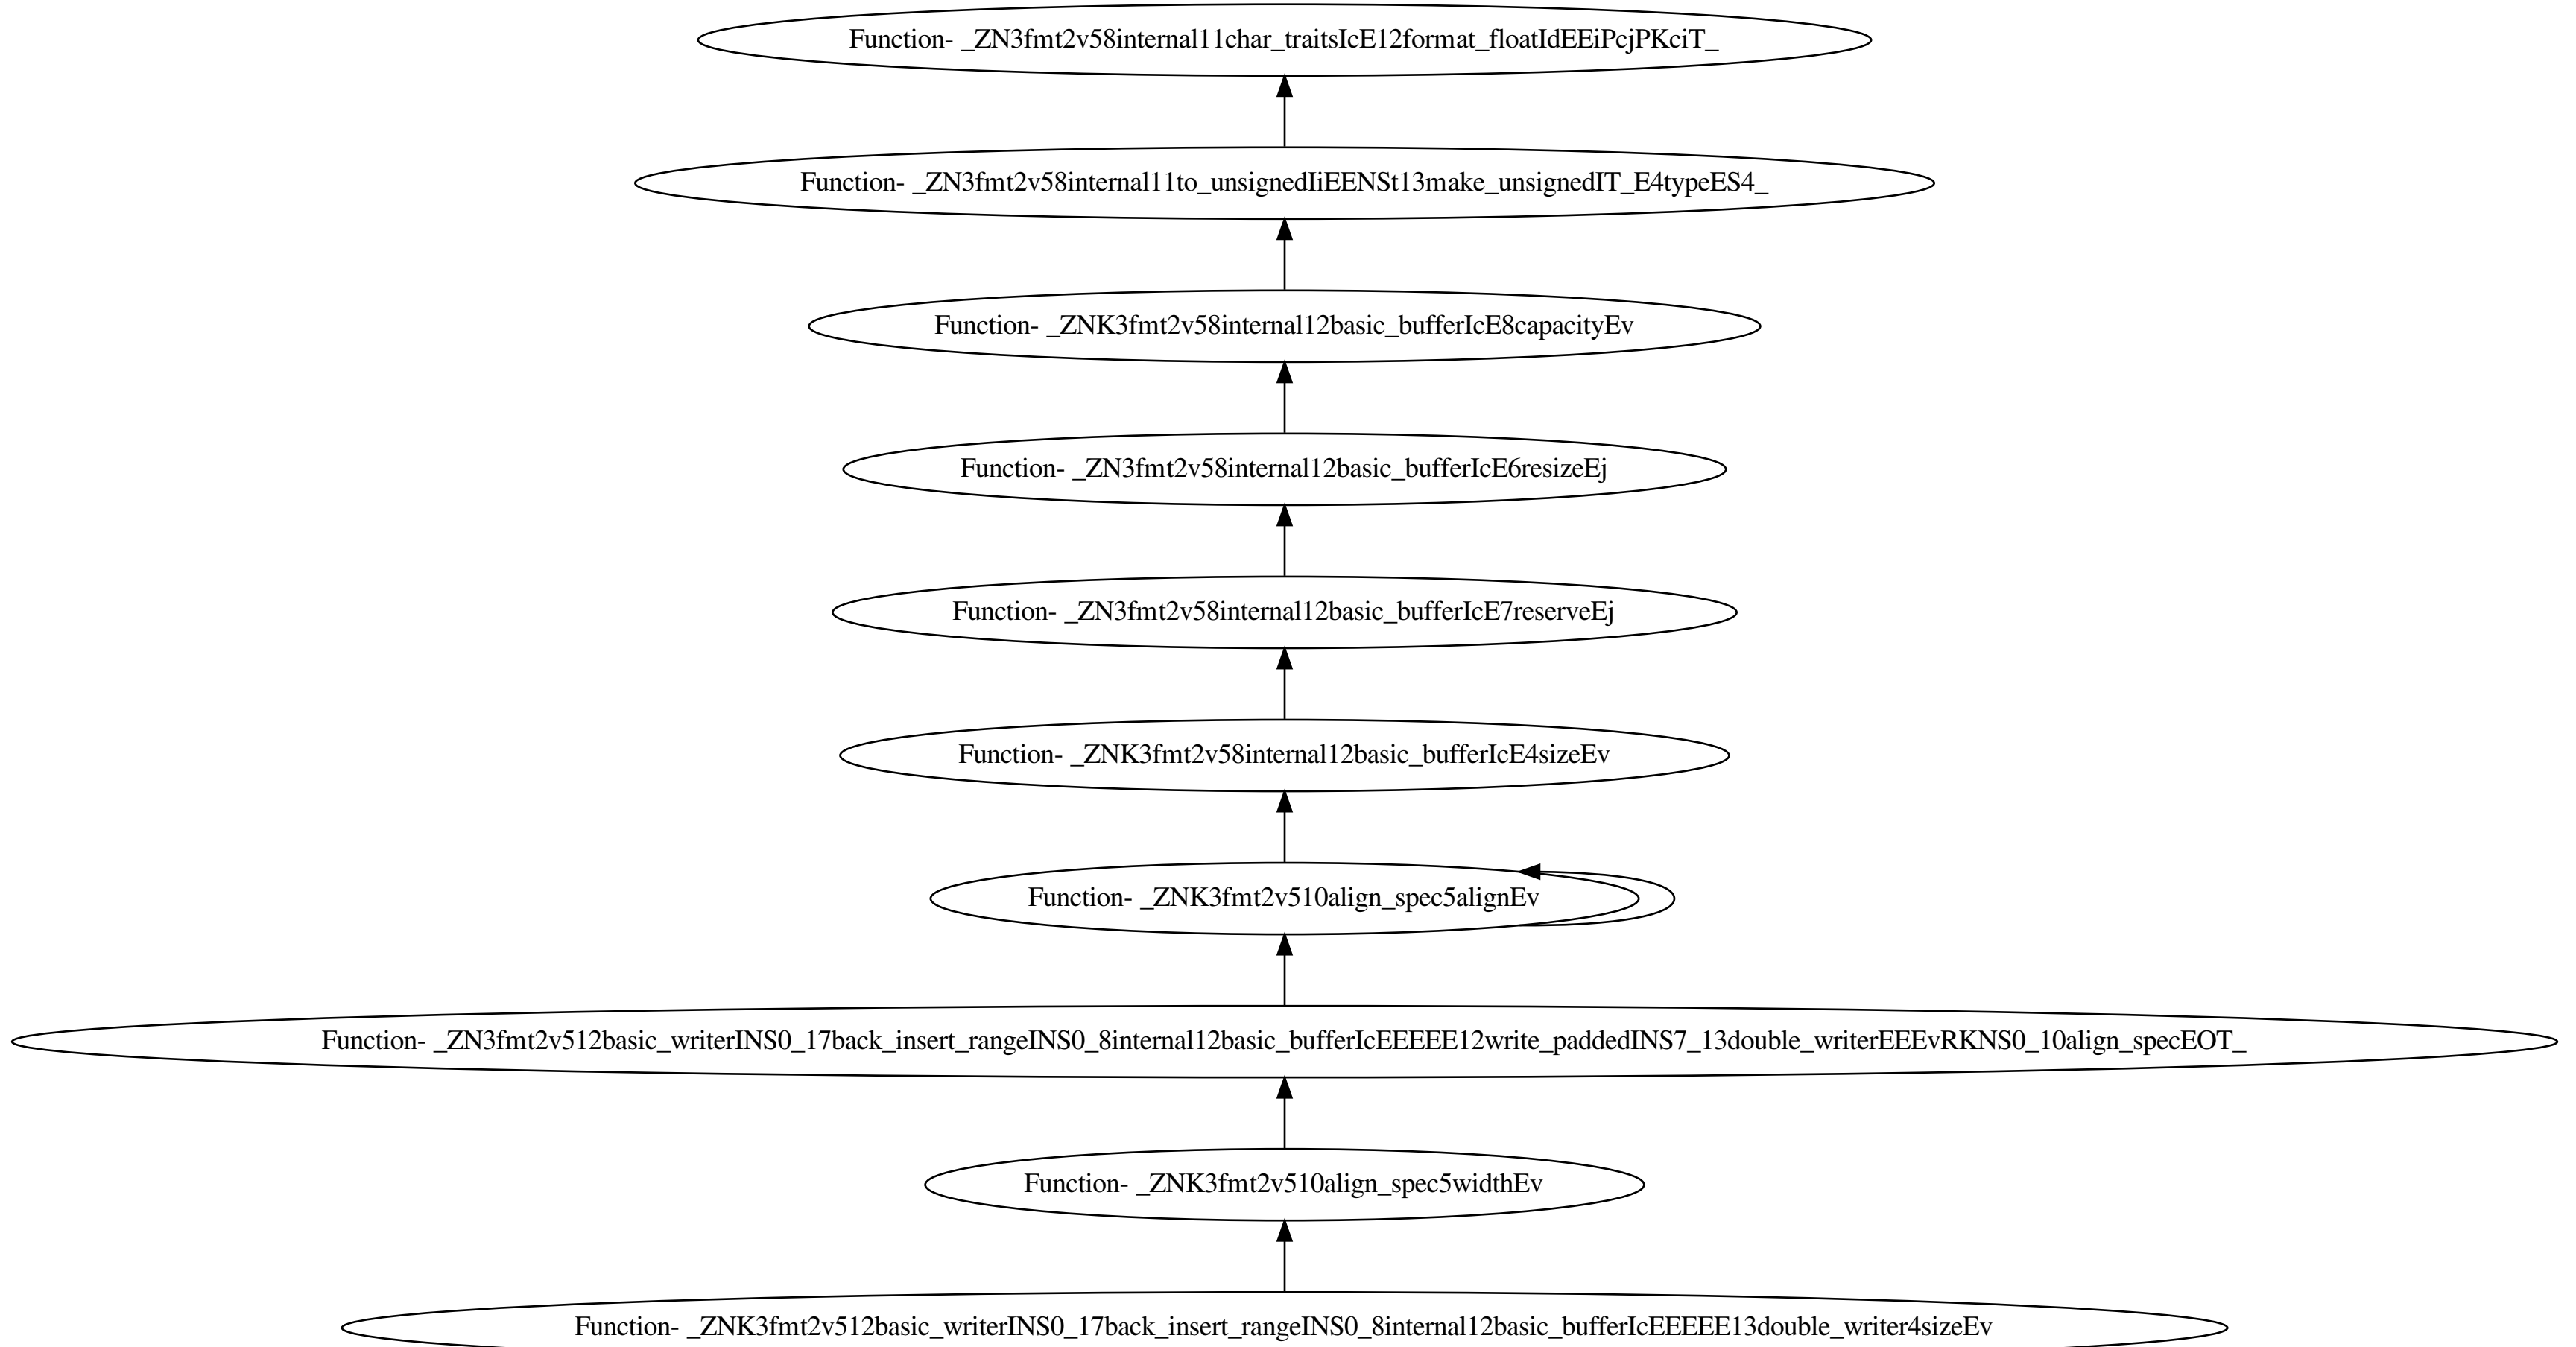 Function- _ZN3fmt2v58internal11char_traitsIcE12format_floatIdEEiPcjPKciT_
Function- _ZN3fmt2v58internal11to_unsignedIiEENSt13make_unsignedIT_E4typeES4_
Function- _ZNK3fmt2v58internal12basic_bufferIcE8capacityEv
Function- _ZN3fmt2v58internal12basic_bufferIcE6resizeEj
Function- _ZN3fmt2v58internal12basic_bufferIcE7reserveEj
Function- _ZNK3fmt2v58internal12basic_bufferIcE4sizeEv
Function- _ZNK3fmt2v510align_spec5alignEv
Function- _ZN3fmt2v512basic_writerINS0_17back_insert_rangeINS0_8internal12basic_bufferIcEEEEE12write_paddedINS7_13double_writerEEEvRKNS0_10align_specEOT_
Function- _ZNK3fmt2v510align_spec5widthEv
Function- _ZNK3fmt2v512basic_writerINS0_17back_insert_rangeINS0_8internal12basic_bufferIcEEEEE13double_writer4sizeEv